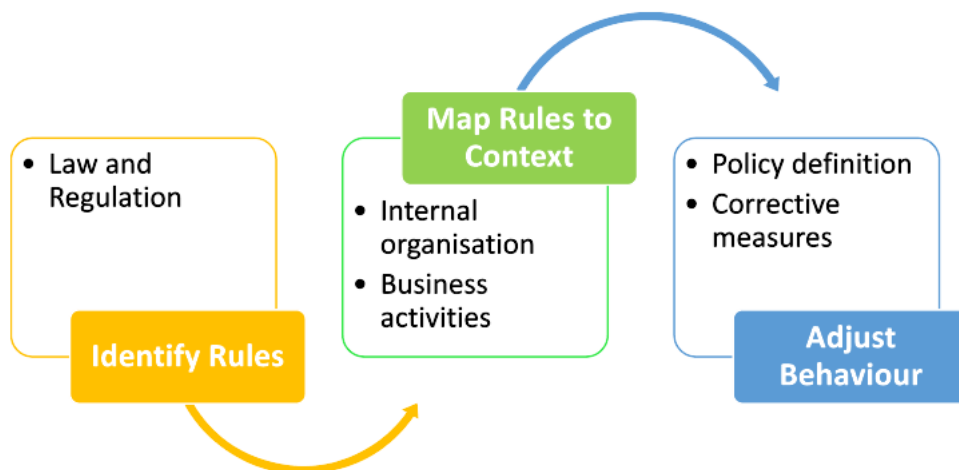 • Law and
Regulation
Identify Rules
Map Rules to
Context
• Internal
organisation
• Business
activities
• Policy definition
• Corrective
measures
Adjust
Behaviour